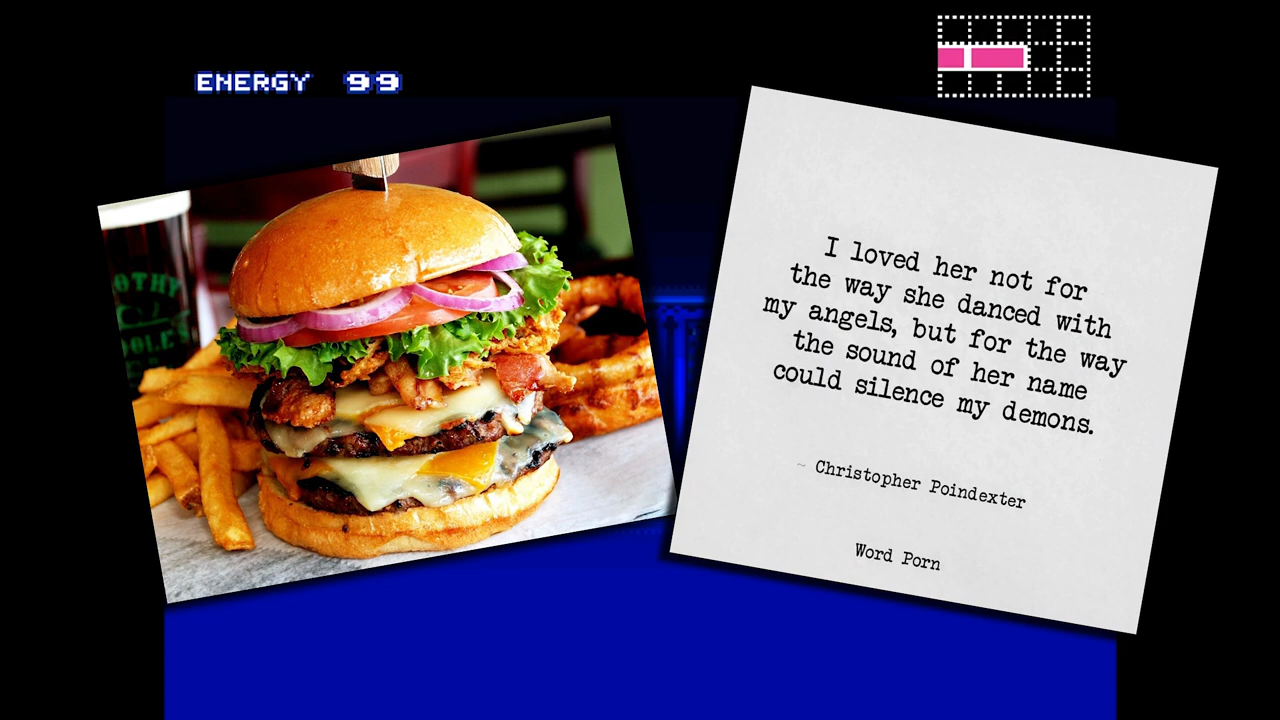 ENERGY 99
I loved her not for
the way she danced with
my angels, but for the way
the sound of her name
could silence my demons.
~ Christopher Poindexter
Word Porn